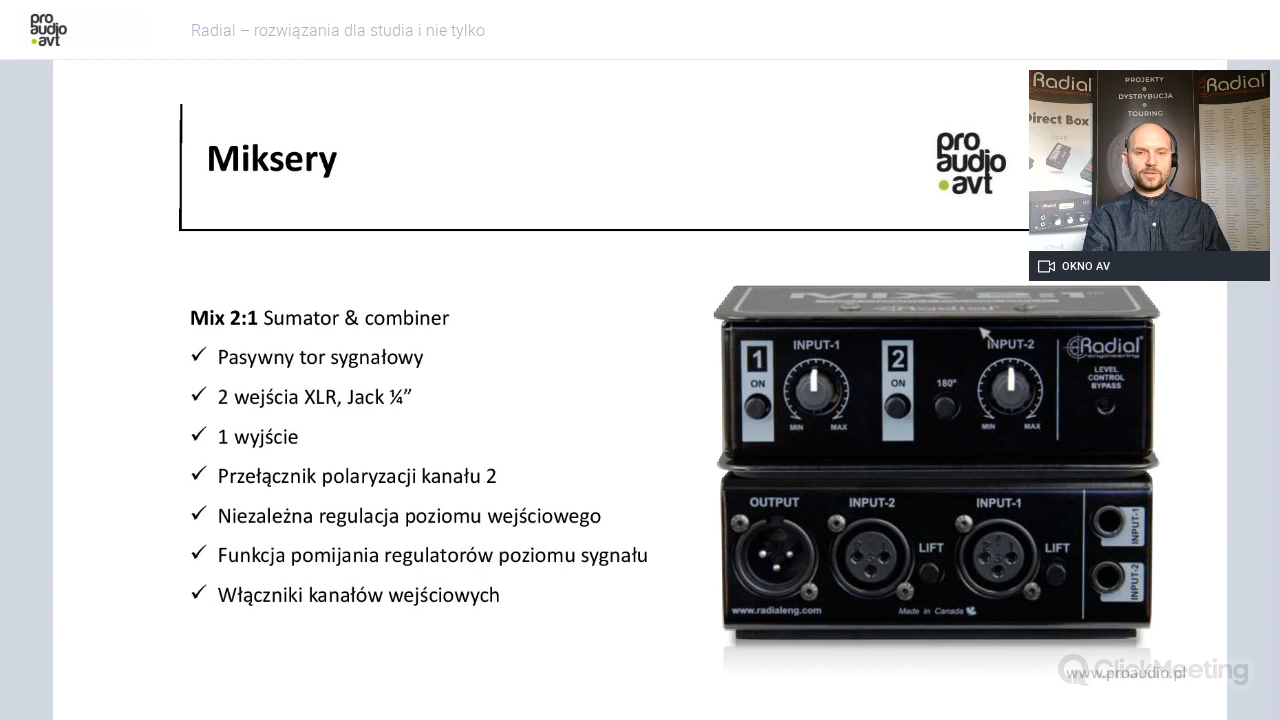 pro
audio
.avt
Radial – rozwiązania dla studia i nie tylko
Miksery
pro
audio
.avt
Radial
PROJEKTY
DYSTRYBUCJA
TOURING
Radial
Direct Box
OKNO AV
Mix 2:1 Sumator & combiner
✓ Pasywny tor sygnałowy
✓ 2 wejścia XLR, Jack ¼”
✓ 1 wyjście
✓ Przełącznik polaryzacji kanału 2
✓ Niezależna regulacja poziomu wejściowego
✓ Funkcja pomijania regulatorów poziomu sygnału
✓ Włączniki kanałów wejściowych
MIX 2:1
Radial
1
ON
INPUT-1
MIN MAX
2
ON
180°
INPUT-2
MIN MAX
Radial
engineering
LEVEL
CONTROL
BYPASS
OUTPUT
INPUT-2
LIFT
INPUT-1
LIFT
INPUT-1
INPUT-2
www.radialeng.com
Made in Canada
ClickMeeting
www.proaudio.pl